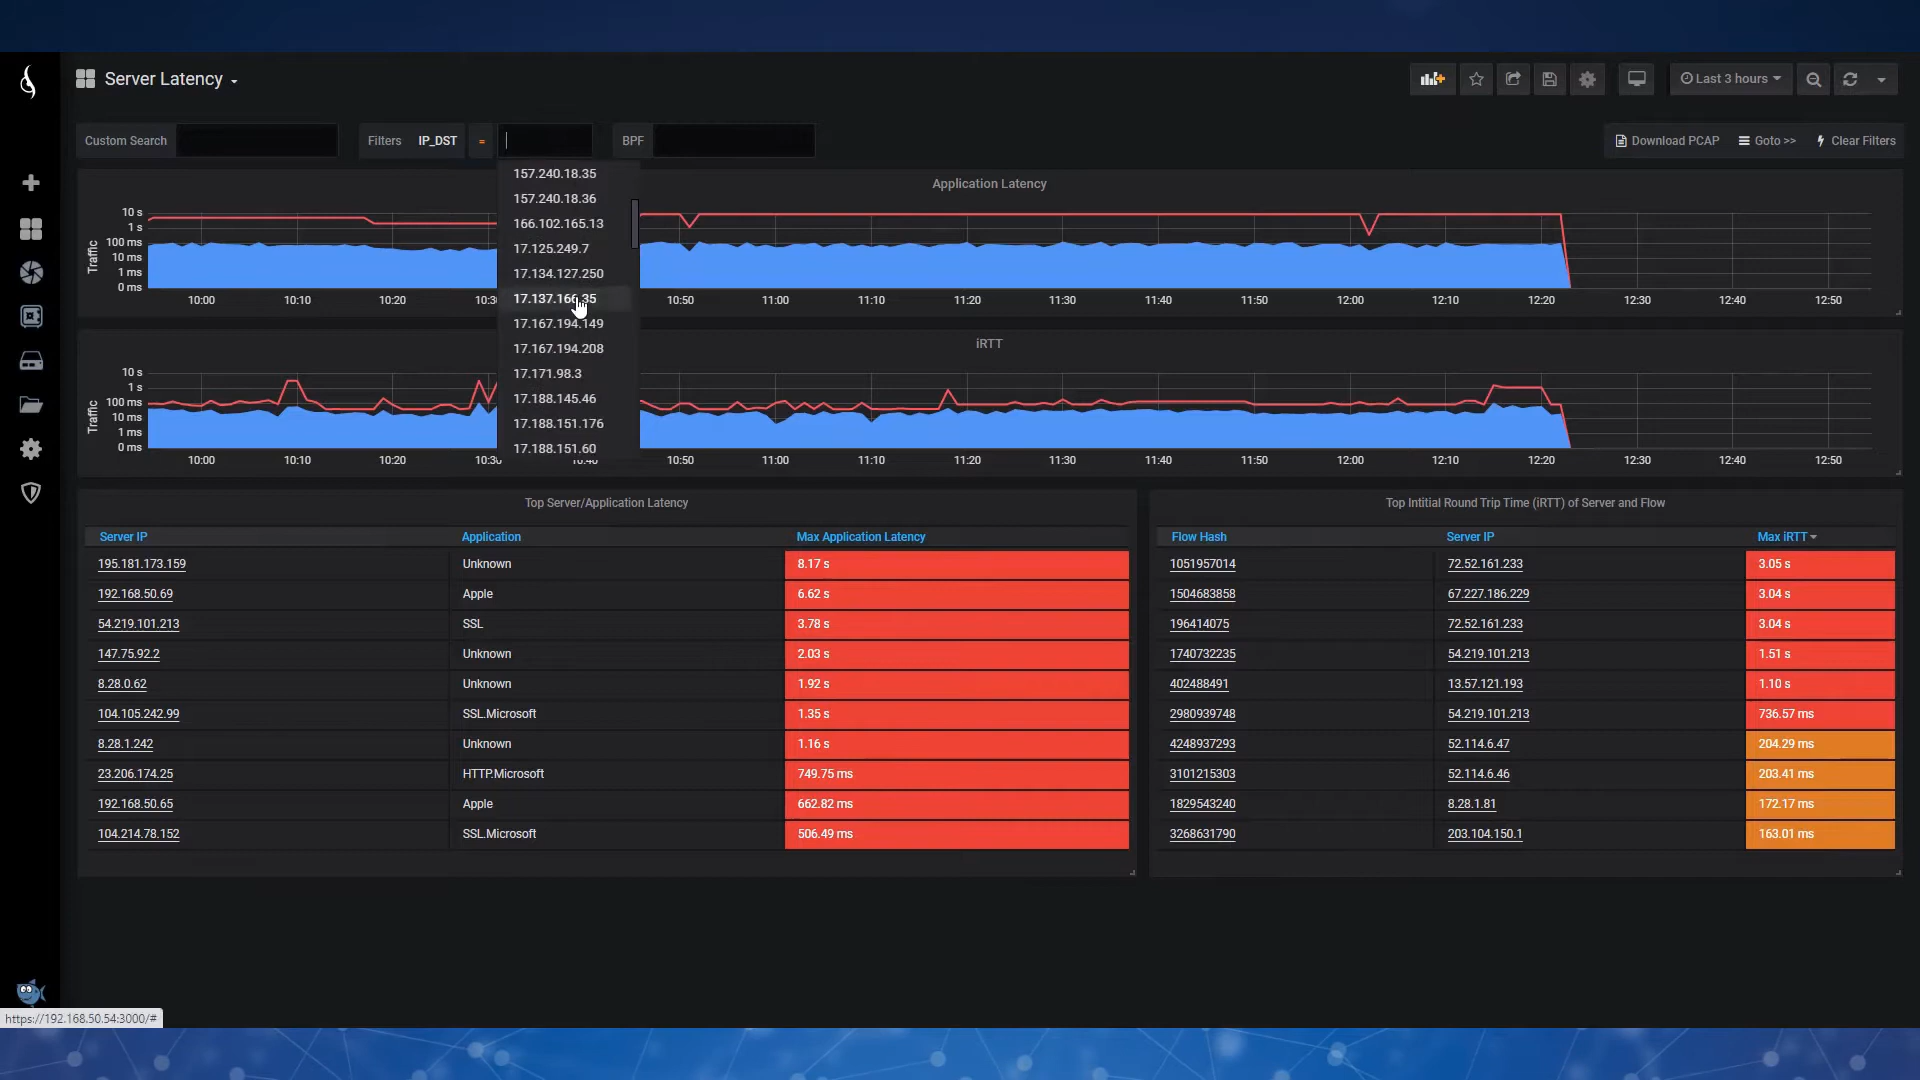 Server Latency
Last 3 hours
Custom Search
Filters IP_DST =
BPF
Download PCAP
Goto >>
Clear Filters
157.240.18.35
157.240.18.36
166.102.165.13
17.125.249.7
17.134.127.250
17.137.166.35
17.167.194.149
17.167.194.208
17.171.98.3
17.188.145.46
17.188.151.176
17.188.151.60
Application Latency
Traffic
10 s
1 s
100 ms
10 ms
1 ms
0 ms
10:00 10:10 10:20 10:30 10:50 11:00 11:10 11:20 11:30 11:40 11:50 12:00 12:10 12:20 12:30 12:40 12:50
iRTT
Traffic
10 s
1 s
100 ms
10 ms
1 ms
0 ms
10:00 10:10 10:20 10:30 10:40 10:50 11:00 11:10 11:20 11:30 11:40 11:50 12:00 12:10 12:20 12:30 12:40 12:50
Top Server/Application Latency
Server IP Application Max Application Latency
195.181.173.159 Unknown 8.17 s
192.168.50.69 Apple 6.62 s
54.219.101.213 SSL 3.78 s
147.75.92.2 Unknown 2.03 s
8.28.0.62 Unknown 1.92 s
104.105.242.99 SSL.Microsoft 1.35 s
8.28.1.242 Unknown 1.16 s
23.206.174.25 HTTP.Microsoft 749.75 ms
192.168.50.65 Apple 662.82 ms
104.214.78.152 SSL.Microsoft 506.49 ms
Top Intitial Round Trip Time (iRTT) of Server and Flow
Flow Hash Server IP Max iRTT
1051957014 72.52.161.233 3.05 s
1504683858 67.227.186.229 3.04 s
196414075 72.52.161.233 3.04 s
1740732235 54.219.101.213 1.51 s
402488491 13.57.121.193 1.10 s
2980939748 54.219.101.213 736.57 ms
4248937293 52.114.6.47 204.29 ms
3101215303 52.114.6.46 203.41 ms
1829543240 8.28.1.81 172.17 ms
3268631790 203.104.150.1 163.01 ms
https://192.168.50.54:3000/#